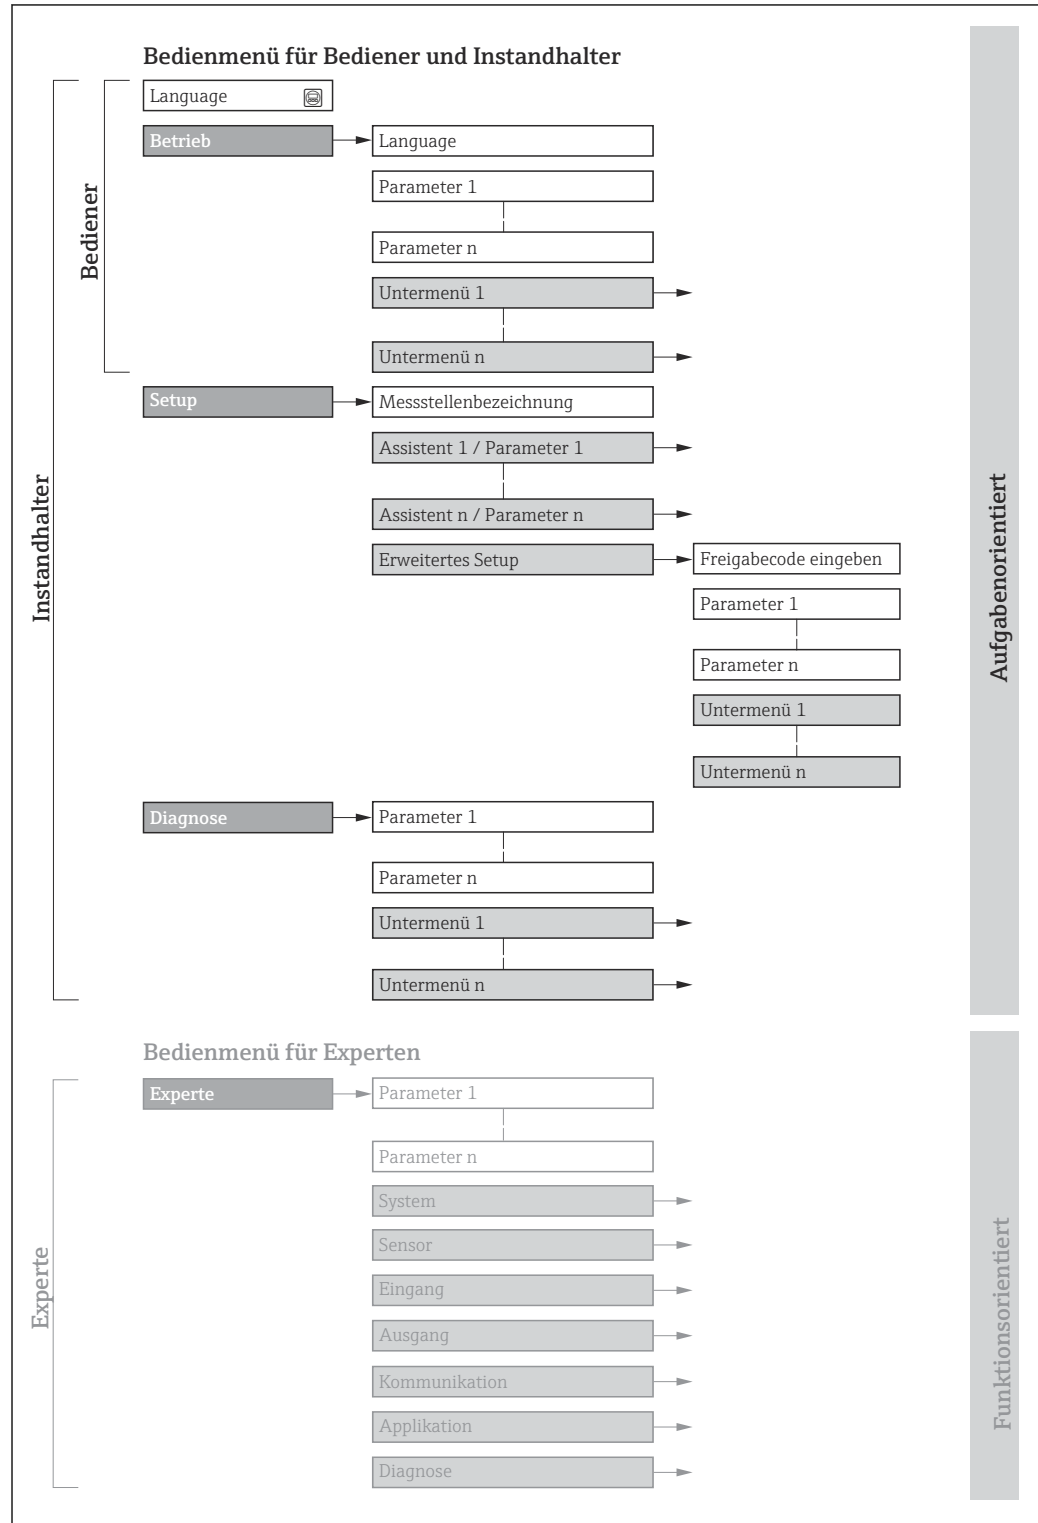 Bedienmenü für Bediener und Instandhalter
Language
Betrieb
Language
Parameter 1
Parameter n
Untermenü 1
Untermenü n
Bediener
Setup
Messstellenbezeichnung
Assistent 1 / Parameter 1
Assistent n / Parameter n
Erweitertes Setup
Freigabecode eingeben
Parameter 1
Parameter n
Untermenü 1
Untermenü n
Instandhalter
Aufgabenorientiert
Diagnose
Parameter 1
Parameter n
Untermenü 1
Untermenü n
Bedienmenü für Experten
Experte
Parameter 1
Parameter n
System
Sensor
Eingang
Ausgang
Kommunikation
Applikation
Diagnose
Experte
Funktionsorientiert